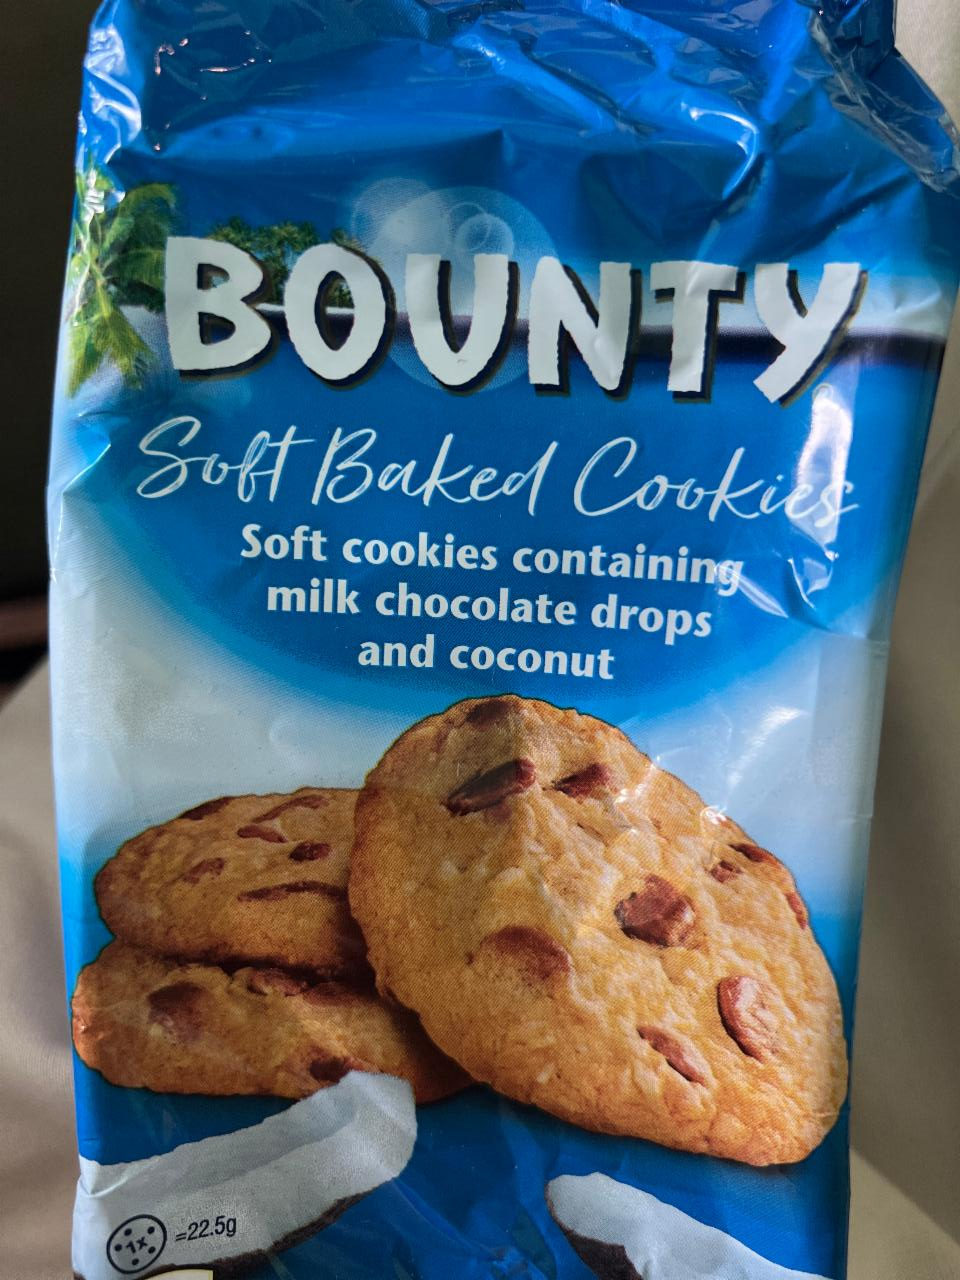 BOUNTY
Soft Baked Cookies
Soft cookies containing
milk chocolate drops
and coconut
1x =22.5g